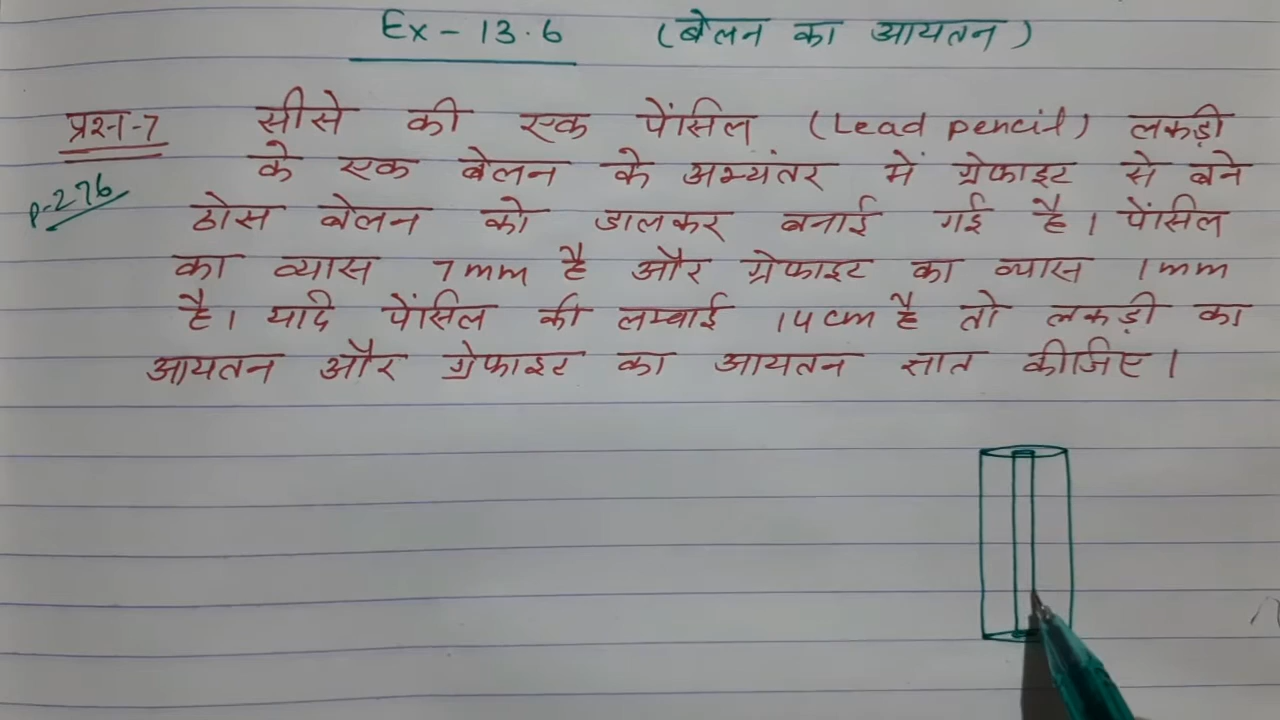 Ex - 13.6 (बेलन का आयतन)
प्रश्न-7 सीसे की एक पेंसिल (Lead pencil) लकड़ी
के एक बेलन के अभ्यंतर में ग्रेफाइट से बने
P-276
ठोस बेलन को डालकर बनाई गई है। पेंसिल
का व्यास 7mm है और ग्रेफाइट का व्यास 1mm
है। यदि पेंसिल की लम्बाई 14cm है तो लकड़ी का
आयतन और ग्रेफाइट का आयतन ज्ञात कीजिए।